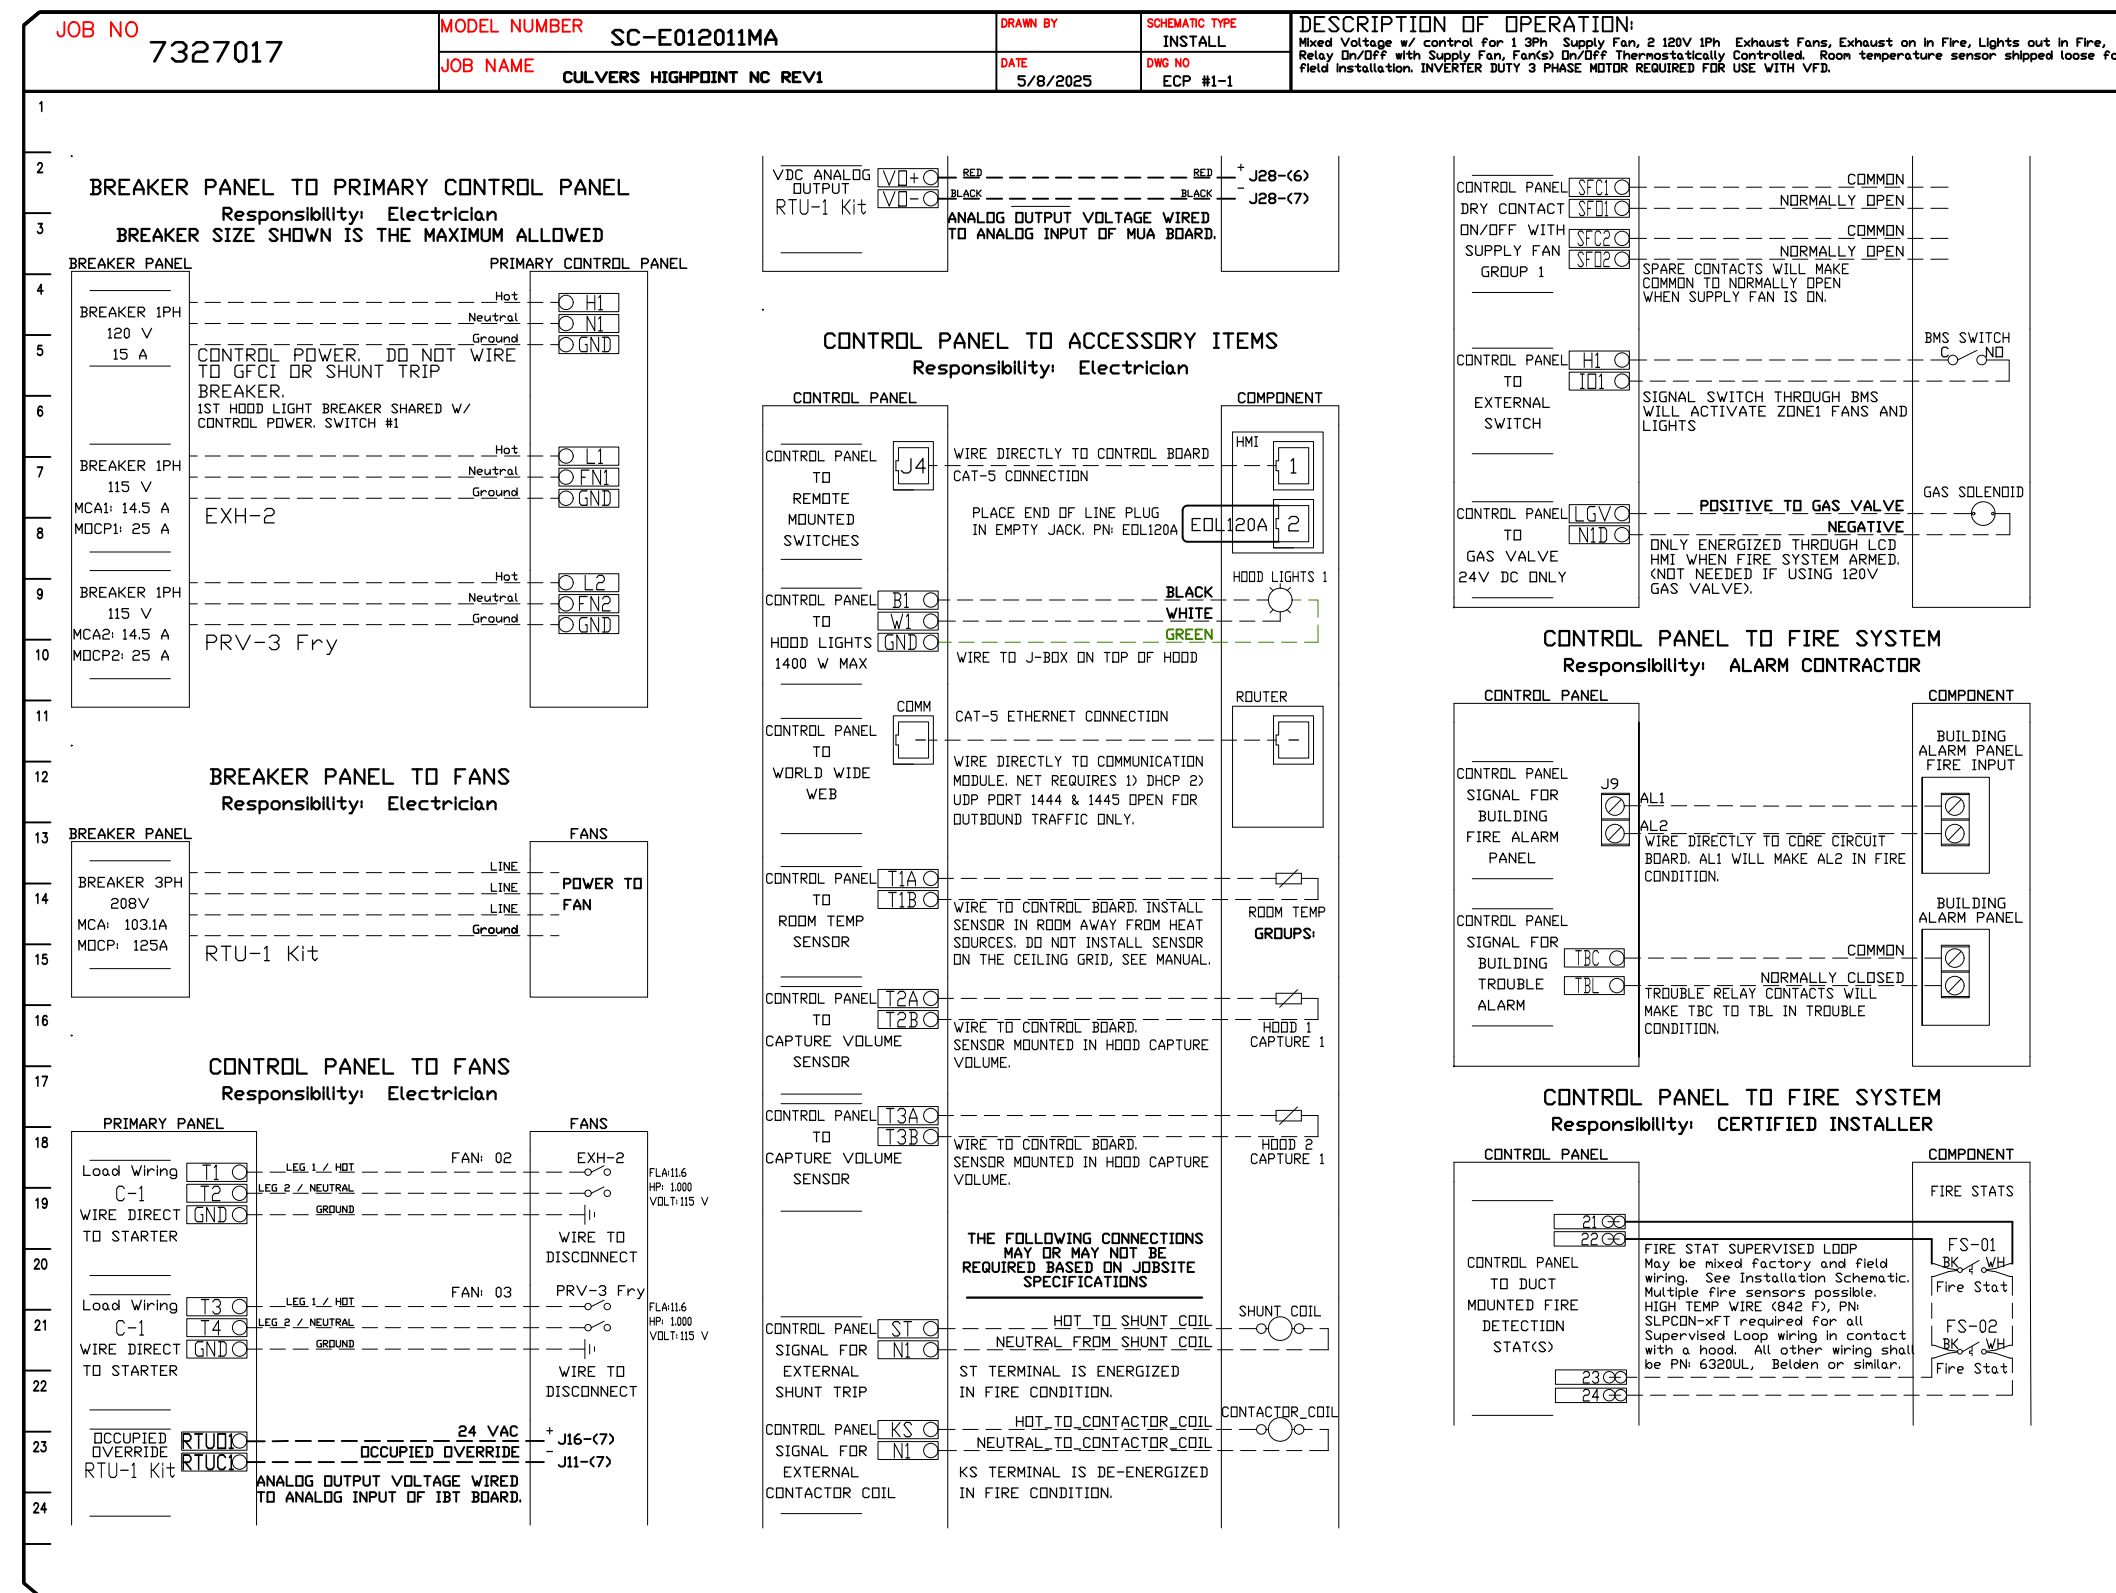 JOB NO
7327017
MODEL NUMBER
SC-E012011MA
JOB NAME
CULVERS HIGHPOINT NC REV1
DRAWN BY
DATE
5/8/2025
SCHEMATIC TYPE
INSTALL
DWG NO
ECP #1-1
DESCRIPTION OF OPERATION:
Mixed Voltage w/ control for 1 3Ph Supply Fan, 2 120V 1Ph Exhaust Fans, Exhaust on in Fire, Lights out in Fire,
Relay On/Off with Supply Fan, Fan(s) On/Off Thermostatically Controlled. Room temperature sensor shipped loose fo
field installation. INVERTER DUTY 3 PHASE MOTOR REQUIRED FOR USE WITH VFD.
1
2
3
4
5
6
7
8
9
10
11
12
13
14
15
16
17
18
19
20
21
22
23
24
BREAKER PANEL TO PRIMARY CONTROL PANEL
Responsibility: Electrician
BREAKER SIZE SHOWN IS THE MAXIMUM ALLOWED
BREAKER PANEL
PRIMARY CONTROL PANEL
BREAKER 1PH
120 V
15 A
Hot
H1
Neutral
N1
Ground
GND
CONTROL POWER. DO NOT WIRE
TO GFCI OR SHUNT TRIP
BREAKER.
1ST HOOD LIGHT BREAKER SHARED W/
CONTROL POWER. SWITCH #1
BREAKER 1PH
115 V
MCA1: 14.5 A
MOCP1: 25 A
Hot
L1
Neutral
FN1
Ground
GND
EXH-2
BREAKER 1PH
115 V
MCA2: 14.5 A
MOCP2: 25 A
Hot
L2
Neutral
FN2
Ground
GND
PRV-3 Fry
BREAKER PANEL TO FANS
Responsibility: Electrician
BREAKER PANEL
FANS
BREAKER 3PH
208V
MCA: 103.1A
MOCP: 125A
LINE
LINE
LINE
Ground
POWER TO
FAN
RTU-1 Kit
CONTROL PANEL TO FANS
Responsibility: Electrician
PRIMARY PANEL
FANS
Load Wiring
C-1
WIRE DIRECT
TO STARTER
T1
T2
GND
LEG 1 / HOT
LEG 2 / NEUTRAL
GROUND
FAN: 02
EXH-2
FLA:11.6
HP: 1.000
VOLT:115 V
WIRE TO
DISCONNECT
Load Wiring
C-1
WIRE DIRECT
TO STARTER
T3
T4
GND
LEG 1 / HOT
LEG 2 / NEUTRAL
GROUND
FAN: 03
PRV-3 Fry
FLA:11.6
HP: 1.000
VOLT:115 V
WIRE TO
DISCONNECT
OCCUPIED
OVERRIDE
RTU-1 Kit
RTUO1
RTUC1
24 VAC
OCCUPIED OVERRIDE
+ J16-(7)
- J11-(7)
ANALOG OUTPUT VOLTAGE WIRED
TO ANALOG INPUT OF IBT BOARD.
VDC ANALOG
OUTPUT
RTU-1 Kit
VO+
VO-
RED
RED
BLACK
BLACK
+ J28-(6)
- J28-(7)
ANALOG OUTPUT VOLTAGE WIRED
TO ANALOG INPUT OF MUA BOARD.
CONTROL PANEL TO ACCESSORY ITEMS
Responsibility: Electrician
CONTROL PANEL
COMPONENT
CONTROL PANEL
TO
REMOTE
MOUNTED
SWITCHES
J4
WIRE DIRECTLY TO CONTROL BOARD
CAT-5 CONNECTION
HMI
1
PLACE END OF LINE PLUG
IN EMPTY JACK. PN: EOL120A
EOL120A
2
CONTROL PANEL
TO
HOOD LIGHTS
1400 W MAX
B1
W1
GND
BLACK
WHITE
GREEN
HOOD LIGHTS 1
WIRE TO J-BOX ON TOP OF HOOD
CONTROL PANEL
TO
WORLD WIDE
WEB
COMM
CAT-5 ETHERNET CONNECTION
ROUTER
WIRE DIRECTLY TO COMMUNICATION
MODULE. NET REQUIRES 1) DHCP 2)
UDP PORT 1444 & 1445 OPEN FOR
OUTBOUND TRAFFIC ONLY.
CONTROL PANEL
TO
ROOM TEMP
SENSOR
T1A
T1B
WIRE TO CONTROL BOARD. INSTALL
SENSOR IN ROOM AWAY FROM HEAT
SOURCES. DO NOT INSTALL SENSOR
ON THE CEILING GRID, SEE MANUAL.
ROOM TEMP
GROUPS:
CONTROL PANEL
TO
CAPTURE VOLUME
SENSOR
T2A
T2B
WIRE TO CONTROL BOARD.
SENSOR MOUNTED IN HOOD CAPTURE
VOLUME.
HOOD 1
CAPTURE 1
CONTROL PANEL
TO
CAPTURE VOLUME
SENSOR
T3A
T3B
WIRE TO CONTROL BOARD.
SENSOR MOUNTED IN HOOD CAPTURE
VOLUME.
HOOD 2
CAPTURE 1
THE FOLLOWING CONNECTIONS
MAY OR MAY NOT BE
REQUIRED BASED ON JOBSITE
SPECIFICATIONS
CONTROL PANEL
SIGNAL FOR
EXTERNAL
SHUNT TRIP
ST
N1
HOT TO SHUNT COIL
NEUTRAL FROM SHUNT COIL
SHUNT COIL
ST TERMINAL IS ENERGIZED
IN FIRE CONDITION.
CONTROL PANEL
SIGNAL FOR
EXTERNAL
CONTACTOR COIL
KS
N1
HOT TO CONTACTOR COIL
NEUTRAL TO CONTACTOR COIL
CONTACTOR COIL
KS TERMINAL IS DE-ENERGIZED
IN FIRE CONDITION.
CONTROL PANEL
DRY CONTACT
ON/OFF WITH
SUPPLY FAN
GROUP 1
SFC1
SFO1
SFC2
SFO2
COMMON
NORMALLY OPEN
COMMON
NORMALLY OPEN
SPARE CONTACTS WILL MAKE
COMMON TO NORMALLY OPEN
WHEN SUPPLY FAN IS ON.
CONTROL PANEL
TO
EXTERNAL
SWITCH
H1
IO1
BMS SWITCH
C
NO
SIGNAL SWITCH THROUGH BMS
WILL ACTIVATE ZONE1 FANS AND
LIGHTS
CONTROL PANEL
TO
GAS VALVE
24V DC ONLY
LGV
N1D
POSITIVE TO GAS VALVE
NEGATIVE
GAS SOLENOID
ONLY ENERGIZED THROUGH LCD
HMI WHEN FIRE SYSTEM ARMED.
(NOT NEEDED IF USING 120V
GAS VALVE).
CONTROL PANEL TO FIRE SYSTEM
Responsibility: ALARM CONTRACTOR
CONTROL PANEL
COMPONENT
CONTROL PANEL
SIGNAL FOR
BUILDING
FIRE ALARM
PANEL
J9
AL1
AL2
BUILDING
ALARM PANEL
FIRE INPUT
WIRE DIRECTLY TO CORE CIRCUIT
BOARD. AL1 WILL MAKE AL2 IN FIRE
CONDITION.
CONTROL PANEL
SIGNAL FOR
BUILDING
TROUBLE
ALARM
TBC
TBL
COMMON
NORMALLY CLOSED
BUILDING
ALARM PANEL
TROUBLE RELAY CONTACTS WILL
MAKE TBC TO TBL IN TROUBLE
CONDITION.
CONTROL PANEL TO FIRE SYSTEM
Responsibility: CERTIFIED INSTALLER
CONTROL PANEL
COMPONENT
CONTROL PANEL
TO DUCT
MOUNTED FIRE
DETECTION
STAT(S)
21
22
23
24
FIRE STAT SUPERVISED LOOP
May be mixed factory and field
wiring. See Installation Schematic.
Multiple fire sensors possible.
HIGH TEMP WIRE (842 F), PN:
SLPCON-xFT required for all
Supervised Loop wiring in contact
with a hood. All other wiring shall
be PN: 6320UL, Belden or similar.
FIRE STATS
FS-01
BK
WH
Fire Stat
FS-02
BK
WH
Fire Stat